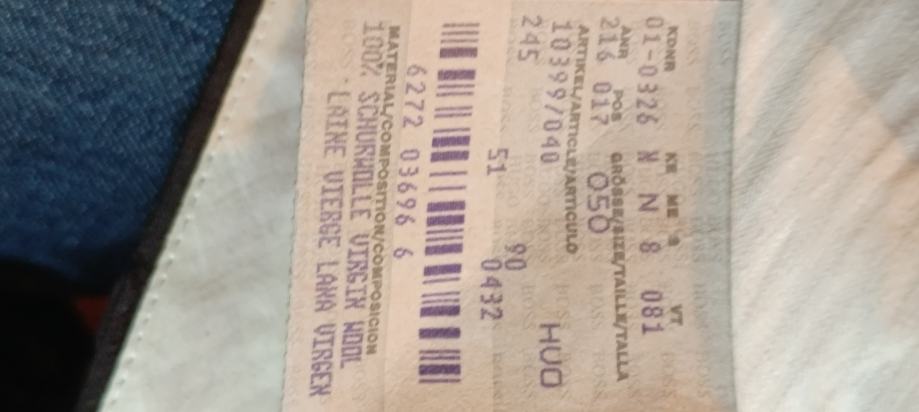 KDNR KE ME VT
01-0326 N N 8 081
ANR POS GRÖSSE/SIZE/TAILLE/TALLA
216 017 050
ARTIKEL/ARTICLE/ARTICULO
10399/040 HUO
245 90
51 0432
6272 03696 6
MATERIAL/COMPOSITION/COMPOSICION
100% SCHURWOLLE VIRGIN WOOL
LAINE VIERGE LANA VIRGEN